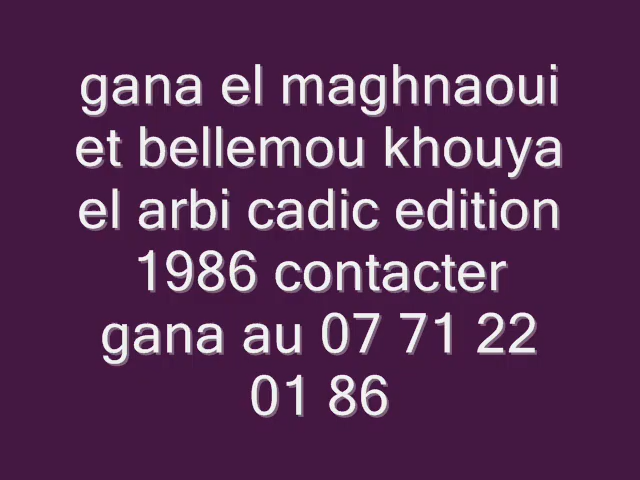 gana el maghnaoui
et bellemou khouya
el arbi cadic edition
1986 contacter
gana au 07 71 22
01 86